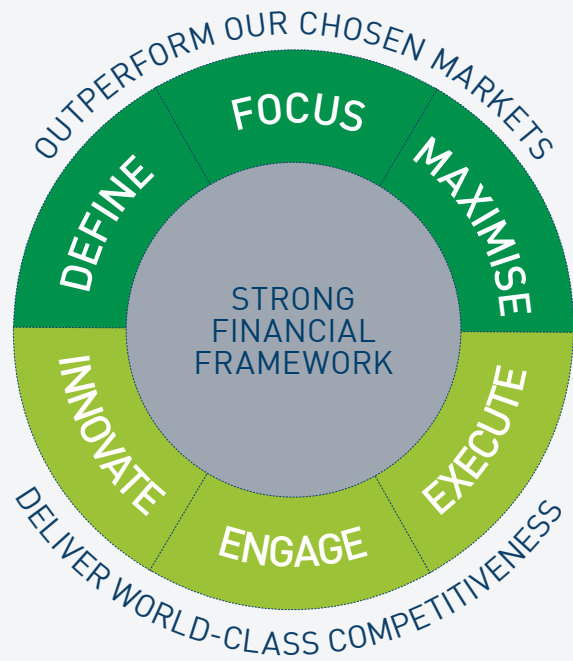 OUTPERFORM OUR CHOSEN MARKETS
DEFINE
FOCUS
MAXIMISE
STRONG
FINANCIAL
FRAMEWORK
INNOVATE
ENGAGE
EXECUTE
DELIVER WORLD-CLASS COMPETITIVENESS